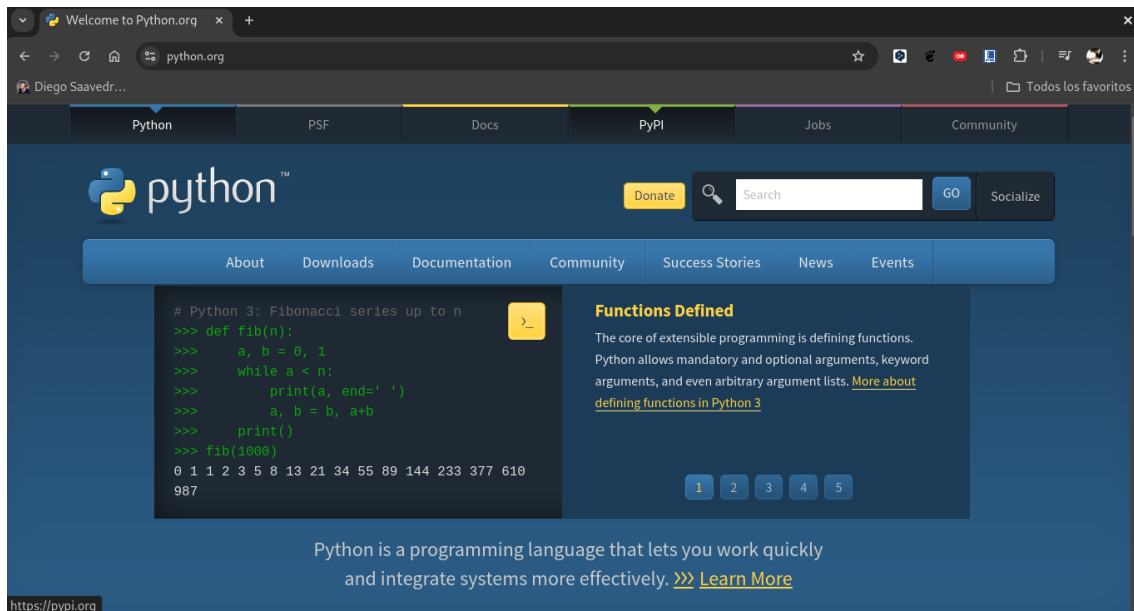 Welcome to Python.org
python.org
Diego Saavedr...
Todos los favoritos
Python PSF Docs PyPI Jobs Community
python™
Donate Search GO Socialize
About Downloads Documentation Community Success Stories News Events
# Python 3: Fibonacci series up to n
>>> def fib(n):
>>>     a, b = 0, 1
>>>     while a < n:
>>>         print(a, end=' ')
>>>         a, b = b, a+b
>>>     print()
>>> fib(1000)
0 1 1 2 3 5 8 13 21 34 55 89 144 233 377 610
987
>_
Functions Defined
The core of extensible programming is defining functions.
Python allows mandatory and optional arguments, keyword
arguments, and even arbitrary argument lists. More about
defining functions in Python 3
1 2 3 4 5
Python is a programming language that lets you work quickly
and integrate systems more effectively. >>> Learn More
https://pypi.org